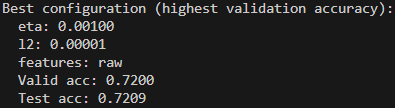 Best configuration (highest validation accuracy):
eta: 0.00100
l2: 0.00001
features: raw
Valid acc: 0.7200
Test acc: 0.7209